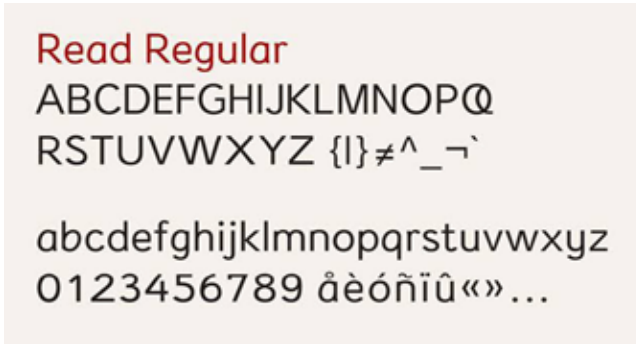 Read Regular
ABCDEFGHIJKLMNOPQ
RSTUVWXYZ {|}≠^_¬`
abcdefghijklmnopqrstuvwxyz
0123456789 åèóñïû«»...